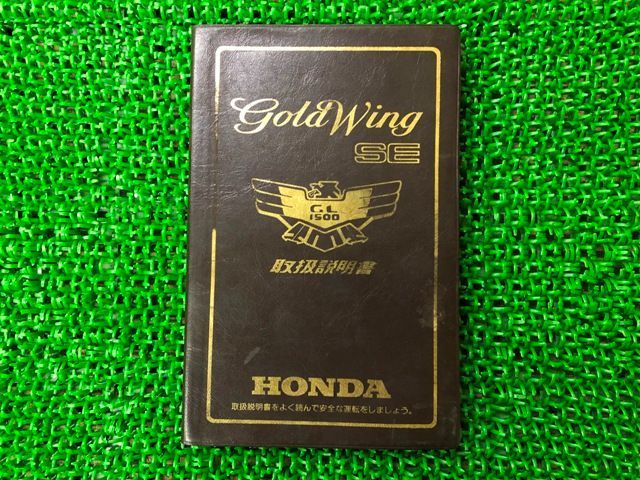 Gold Wing
SE
GL
1500
取扱説明書
HONDA
取扱説明書をよく読んで安全な運転をしましょう。